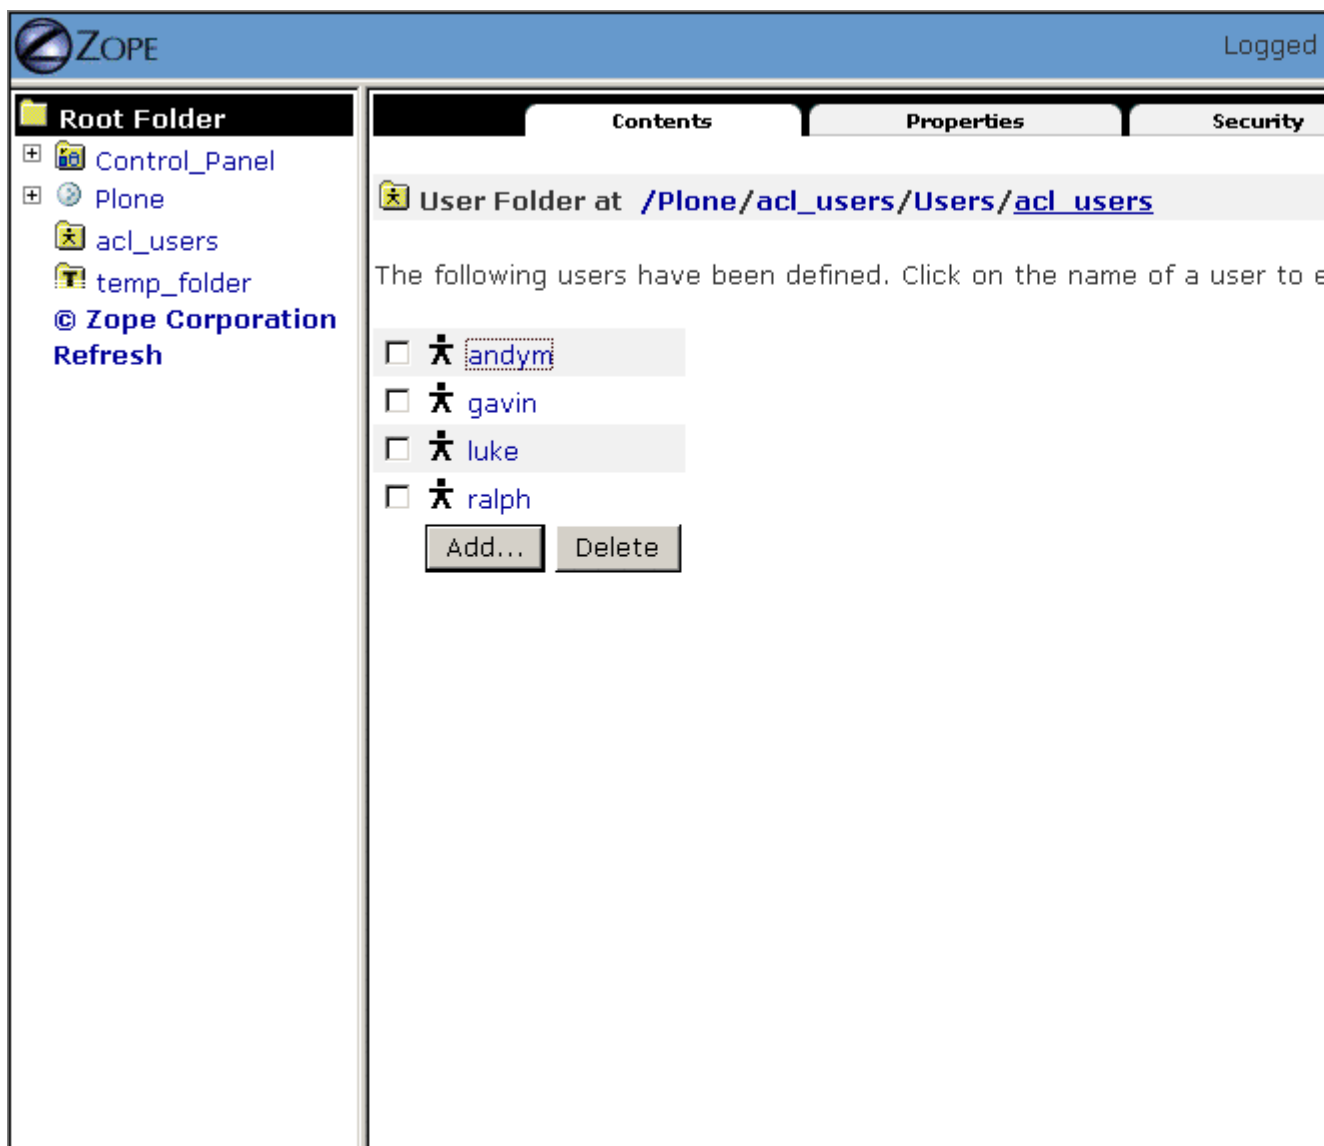 ZOPE
Logged
Root Folder
Control_Panel
Plone
acl_users
temp_folder
© Zope Corporation
Refresh
Contents Properties Security
User Folder at /Plone/acl_users/Users/acl_users
The following users have been defined. Click on the name of a user to e
andym
gavin
luke
ralph
Add... Delete